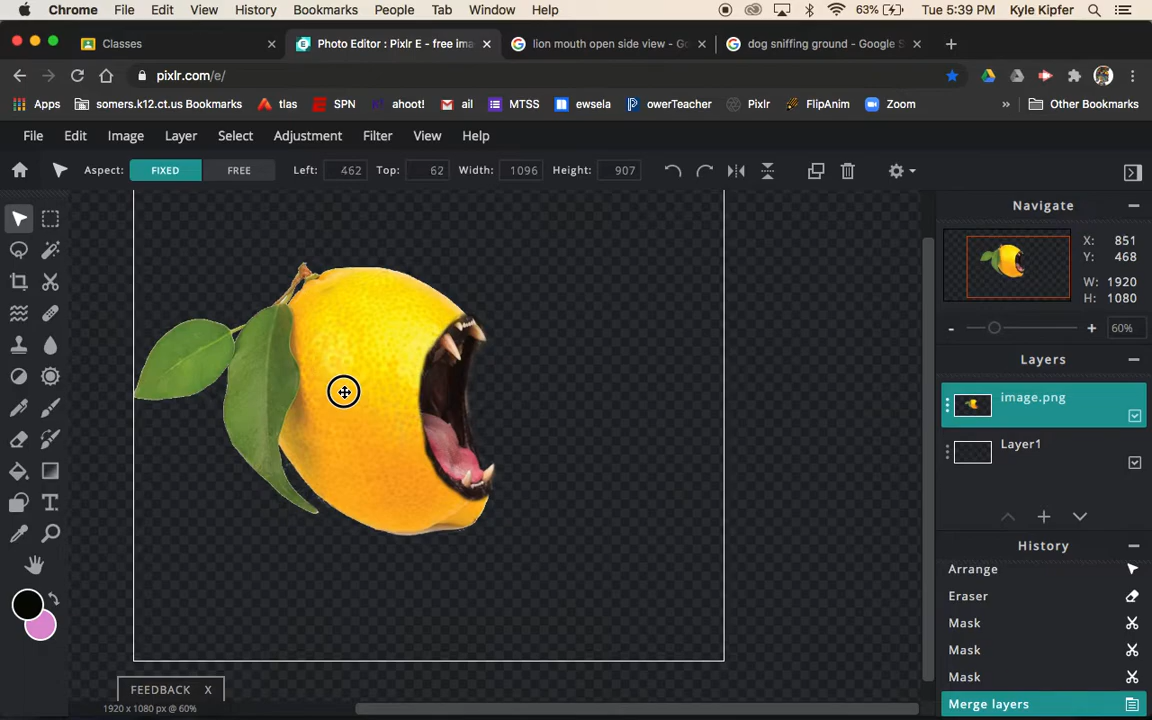 Chrome File Edit View History Bookmarks People Tab Window Help 63% Tue 5:39 PM Kyle Kipfer
Classes × Photo Editor : Pixlr E - free ima × lion mouth open side view - Go × dog sniffing ground - Google S × +
pixlr.com/e/
Apps somers.k12.ct.us Bookmarks tlas SPN ahoot! ail MTSS ewsela owerTeacher Pixlr FlipAnim Zoom » Other Bookmarks
File Edit Image Layer Select Adjustment Filter View Help
Aspect: FIXED FREE Left: 462 Top: 62 Width: 1096 Height: 907
Navigate
X: 851
Y: 468
W: 1920
H: 1080
- + 60%
Layers
image.png
Layer1
History
Arrange
Eraser
Mask
Mask
Mask
Merge layers
FEEDBACK X
1920 x 1080 px @ 60%